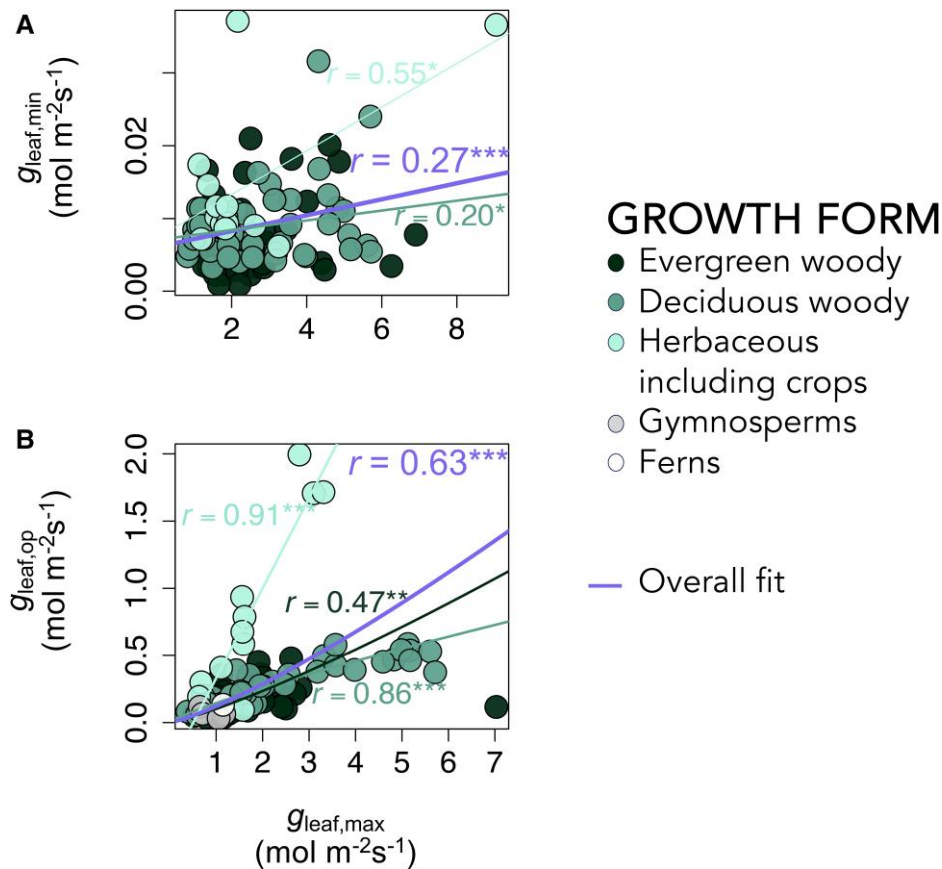 A
g leaf,min
(mol m-2s-1)
0.02
0.00
r = 0.55*
r = 0.27***
r = 0.20*
2 4 6 8
B
g leaf,op
(mol m-2s-1)
2.0
1.5
1.0
0.5
0.0
r = 0.63***
r = 0.91***
r = 0.47**
r = 0.86***
1 2 3 4 5 6 7
g leaf,max
(mol m-2s-1)
GROWTH FORM
Evergreen woody
Deciduous woody
Herbaceous
including crops
Gymnosperms
Ferns
Overall fit